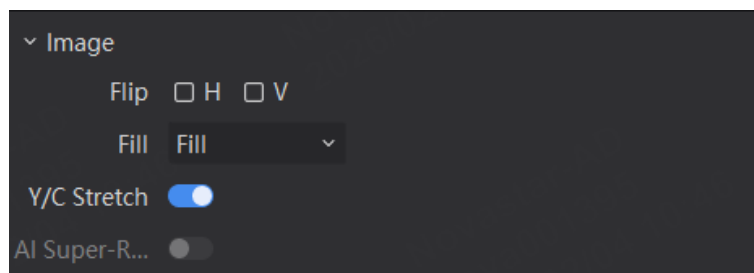 Image
Flip H V
Fill Fill
Y/C Stretch
AI Super-R...